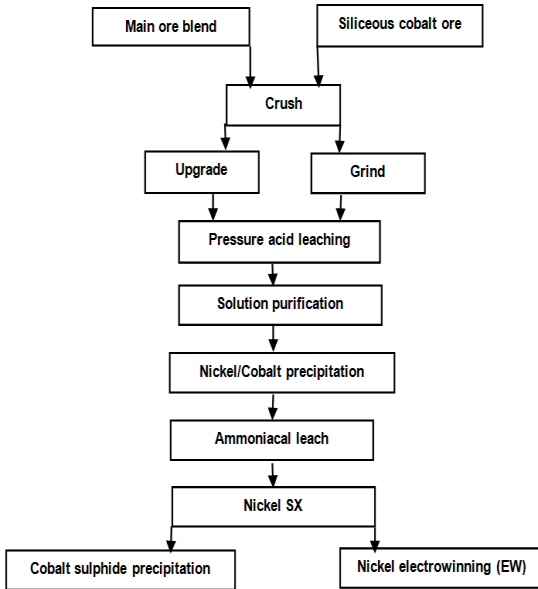 Main ore blend
Siliceous cobalt ore
Crush
Upgrade
Grind
Pressure acid leaching
Solution purification
Nickel/Cobalt precipitation
Ammoniacal leach
Nickel SX
Cobalt sulphide precipitation
Nickel electrowinning (EW)